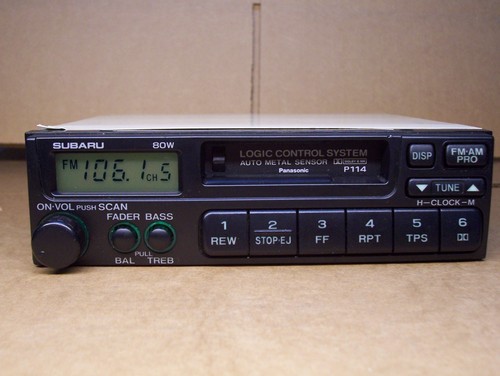 SUBARU 80W
FM 106.1 CH 5
LOGIC CONTROL SYSTEM
AUTO METAL SENSOR DOLBY B NR
Panasonic P114
DISP
FM·AM
PRO
TUNE
H-CLOCK-M
ON·VOL PUSH SCAN
FADER BASS
PULL
BAL TREB
1 2 3 4 5 6
REW STOP·EJ FF RPT TPS